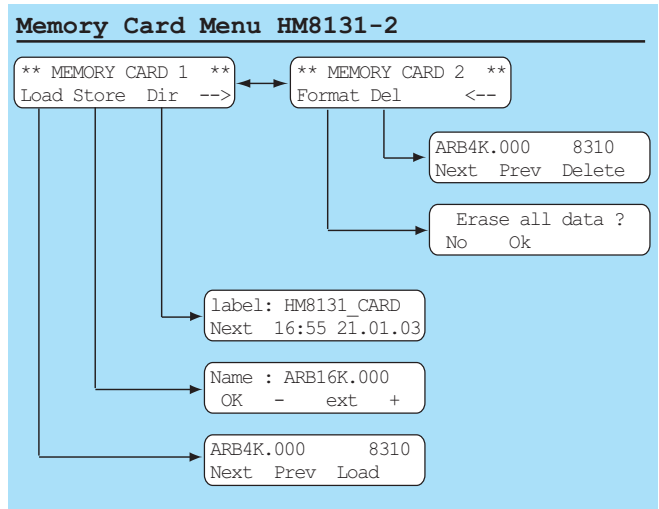 Memory Card Menu HM8131-2
** MEMORY CARD 1 **
Load Store Dir -->
** MEMORY CARD 2 **
Format Del <--
ARB4K.000 8310
Next Prev Delete
Erase all data ?
No Ok
label: HM8131_CARD
Next 16:55 21.01.03
Name : ARB16K.000
OK - ext +
ARB4K.000 8310
Next Prev Load